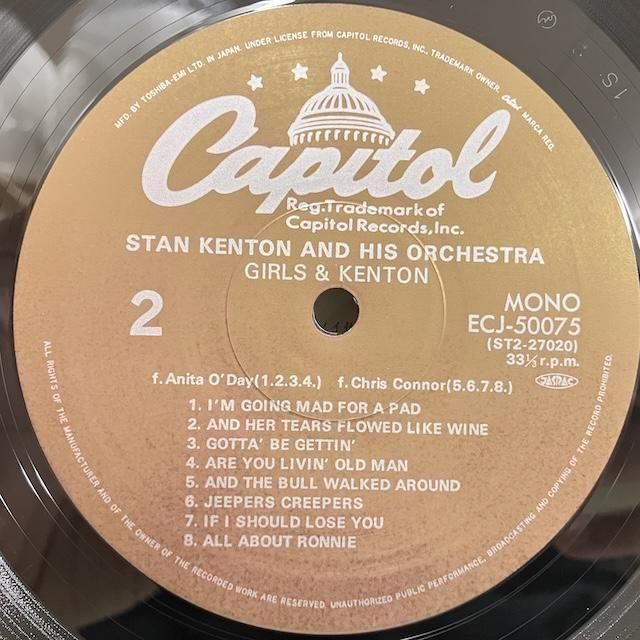 MFD. BY TOSHIBA-EMI LTD. IN JAPAN. UNDER LICENSE FROM CAPITOL RECORDS, INC., TRADEMARK OWNER. Capitol MARCA REG.
Capitol
Reg. Trademark of
Capitol Records, Inc.
STAN KENTON AND HIS ORCHESTRA
GIRLS & KENTON
2
MONO
ECJ-50075
(ST2-27020)
33⅓ r.p.m.
JASRAC
f. Anita O'Day(1.2.3.4.) f. Chris Connor(5.6.7.8.)
1. I'M GOING MAD FOR A PAD
2. AND HER TEARS FLOWED LIKE WINE
3. GOTTA' BE GETTIN'
4. ARE YOU LIVIN' OLD MAN
5. AND THE BULL WALKED AROUND
6. JEEPERS CREEPERS
7. IF I SHOULD LOSE YOU
8. ALL ABOUT RONNIE
ALL RIGHTS OF THE MANUFACTURER AND OF THE OWNER OF THE RECORDED WORK ARE RESERVED. UNAUTHORIZED PUBLIC PERFORMANCE, BROADCASTING AND COPYING OF THE RECORD PROHIBITED.